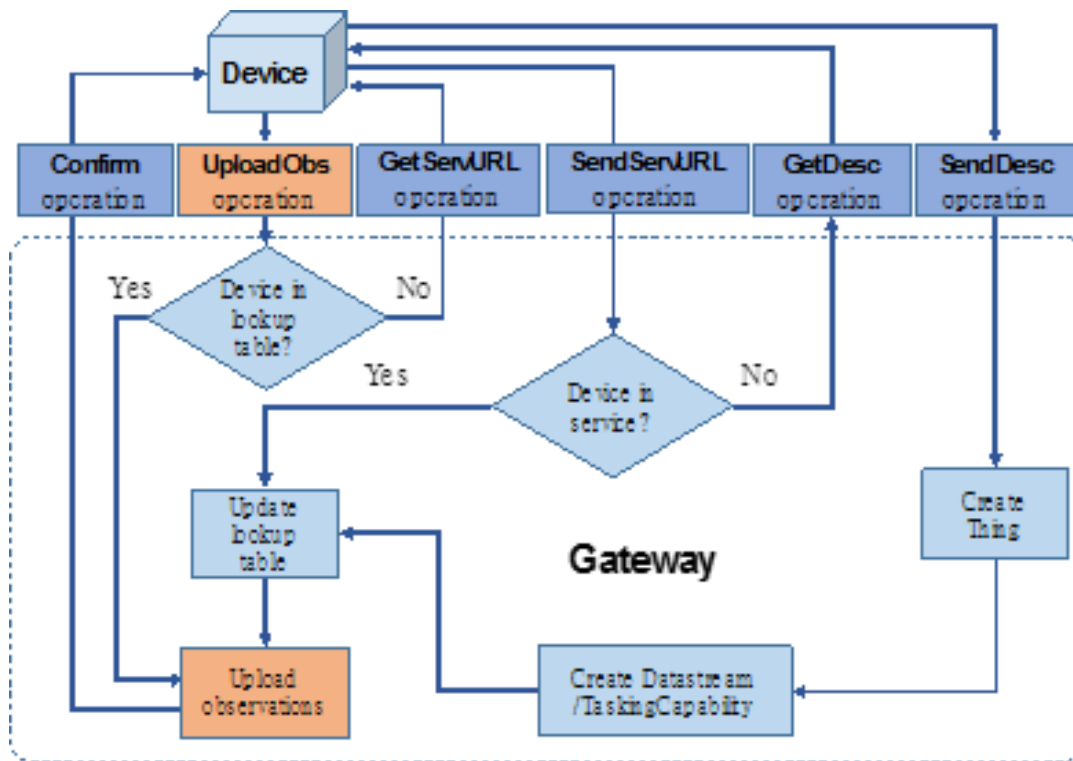 Device
Confirm
operation
UploadObs
operation
GetServURL
operation
SendServURL
operation
GetDesc
operation
SendDesc
operation
Yes
Device in
lookup
table?
No
Yes
Device in
service?
No
Update
lookup
table
Gateway
Create
Thing
Upload
observations
Create Datastream
/TaskingCapability